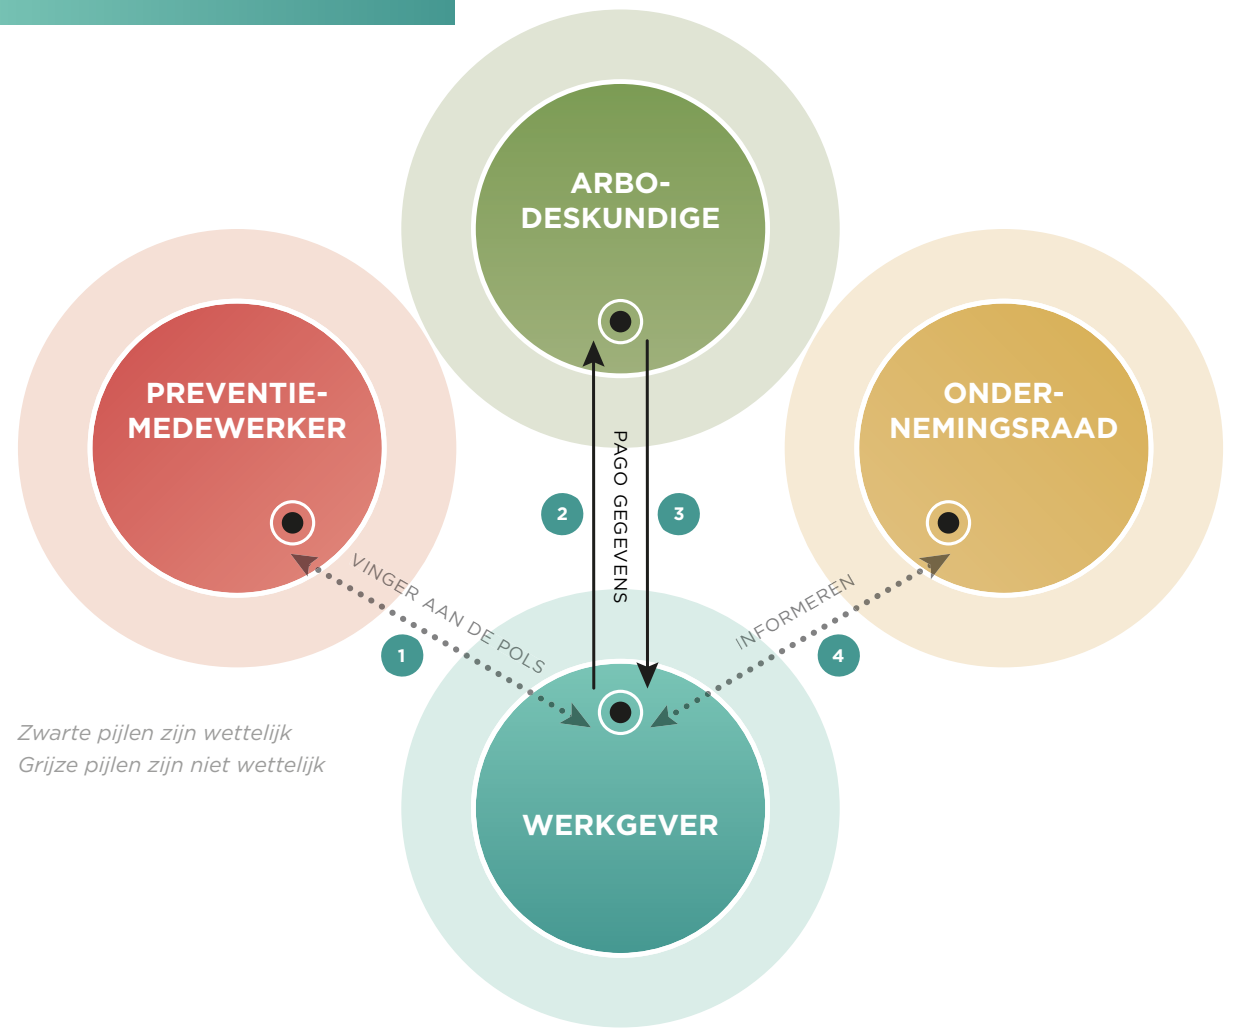 ARBO-
DESKUNDIGE
PREVENTIE-
MEDEWERKER
ONDER-
NEMINGSRAAD
2
PAGO GEGEVENS
3
VINGER AAN DE POLS
1
INFORMEREN
4
Zwarte pijlen zijn wettelijk
Grijze pijlen zijn niet wettelijk
WERKGEVER